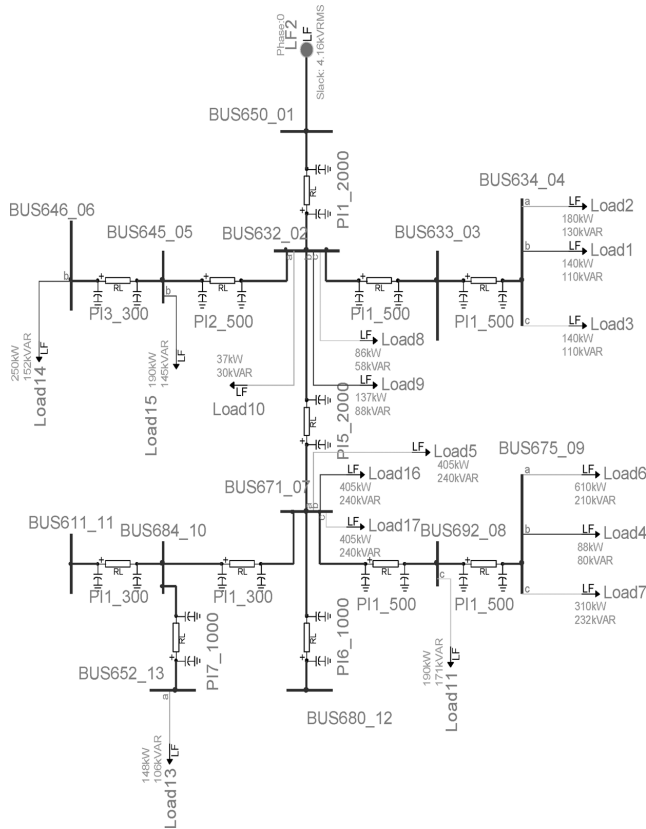 Phase:0
LF2
LF
Slack: 4.16kVRMS
BUS650_01
RL
PI1_2000
BUS646_06
BUS645_05
BUS632_02
BUS633_03
BUS634_04
a
LF
Load2
180kW
130kVAR
b
LF
Load1
140kW
110kVAR
c
LF
Load3
140kW
110kVAR
a
b
c
b
RL
PI3_300
b
RL
PI2_500
RL
PI1_500
RL
PI1_500
250kW
152kVAR
LF
Load14
190kW
145kVAR
LF
Load15
37kW
30kVAR
LF
Load10
LF
Load8
86kW
58kVAR
LF
Load9
137kW
88kVAR
RL
PI5_2000
LF
Load5
405kW
240kVAR
BUS671_07
a
b
c
LF
Load16
405kW
240kVAR
LF
Load17
405kW
240kVAR
BUS675_09
a
LF
Load6
610kW
210kVAR
b
LF
Load4
88kW
80kVAR
c
LF
Load7
310kW
232kVAR
BUS611_11
BUS684_10
BUS692_08
RL
PI1_300
RL
PI1_300
RL
PI1_500
c
RL
PI1_500
RL
PI7_1000
RL
PI6_1000
190kW
171kVAR
LF
Load11
BUS652_13
a
BUS680_12
148kW
106kVAR
LF
Load13